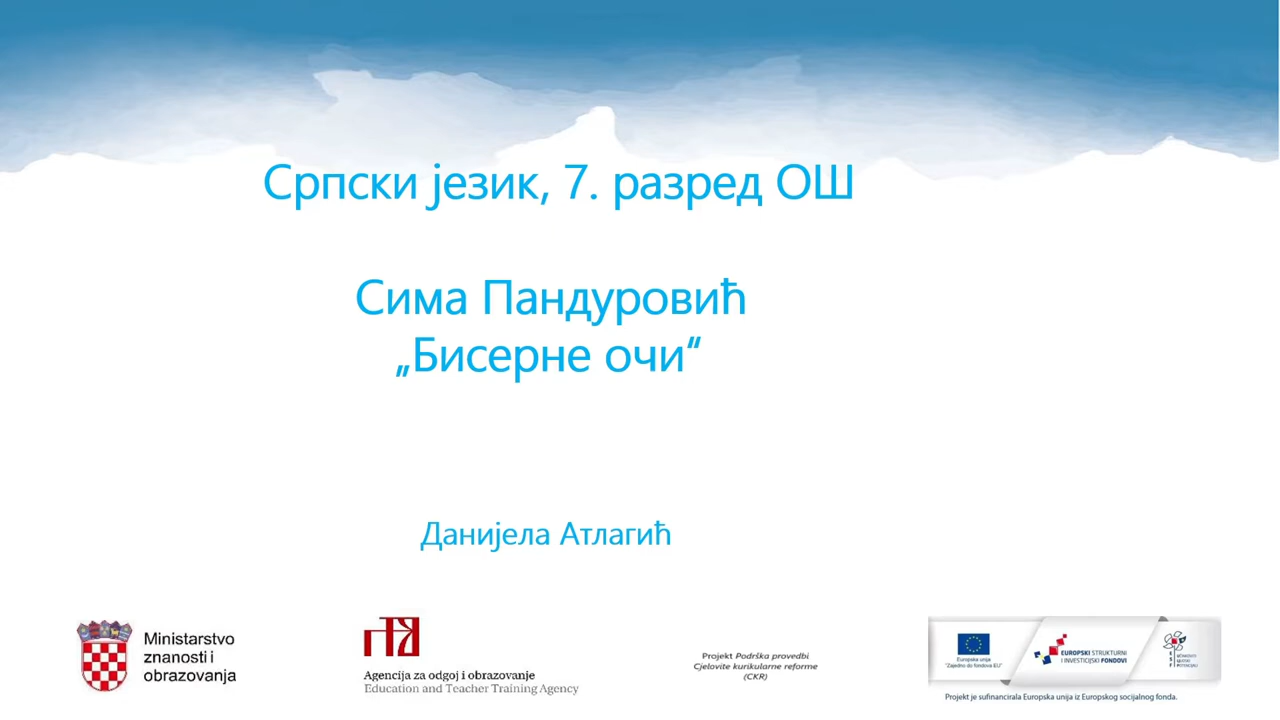 Српски језик, 7. разред ОШ
Сима Пандуровић
„Бисерне очи“
Данијела Атлагић
Ministarstvo
znanosti i
obrazovanja
Agencija za odgoj i obrazovanje
Education and Teacher Training Agency
Projekt Podrška provedbi
Cjelovite kurikularne reforme
(CKR)
Europska unija
"Zajedno do fondova EU"
EUROPSKI STRUKTURNI
I INVESTICIJSKI FONDOVI
Projekt je sufinancirala Europska unija iz Europskog socijalnog fonda.